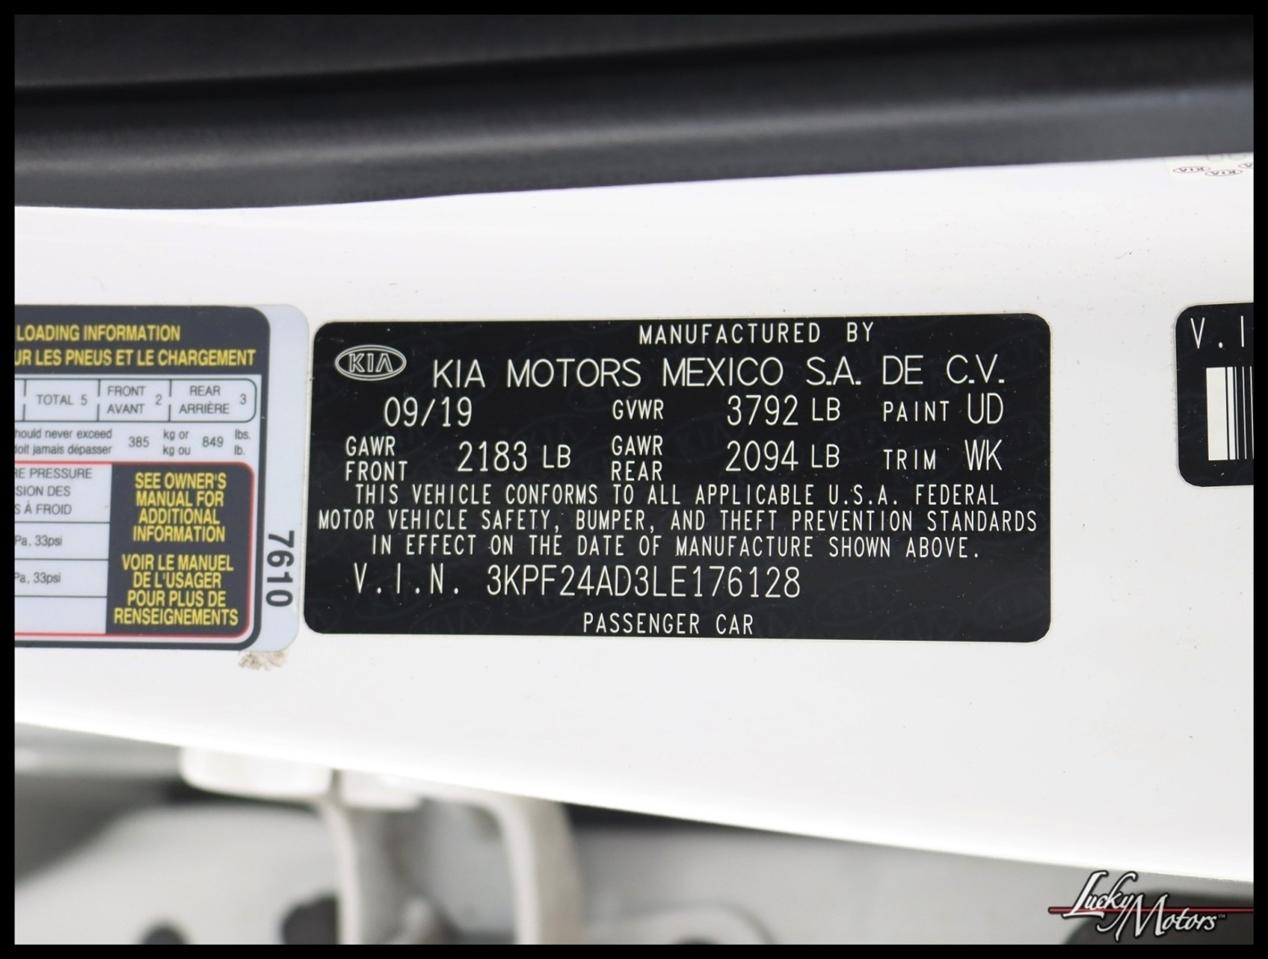 LOADING INFORMATION
UR LES PNEUS ET LE CHARGEMENT
TOTAL 5
FRONT
AVANT 2
REAR
ARRIÈRE 3
hould never exceed
doit jamais dépasser
385
kg or
kg ou
849
lbs.
lb.
RE PRESSURE
SION DES
S À FROID
Pa, 33psi
Pa, 33psi
SEE OWNER'S
MANUAL FOR
ADDITIONAL
INFORMATION
VOIR LE MANUEL
DE L'USAGER
POUR PLUS DE
RENSEIGNEMENTS
7610
MANUFACTURED BY
KIA
KIA MOTORS MEXICO S.A. DE C.V.
09/19 GVWR 3792 LB PAINT UD
GAWR FRONT 2183 LB GAWR REAR 2094 LB TRIM WK
THIS VEHICLE CONFORMS TO ALL APPLICABLE U.S.A. FEDERAL
MOTOR VEHICLE SAFETY, BUMPER, AND THEFT PREVENTION STANDARDS
IN EFFECT ON THE DATE OF MANUFACTURE SHOWN ABOVE.
V.I.N. 3KPF24AD3LE176128
PASSENGER CAR
V.I
KIA KIA
Lucky Motors